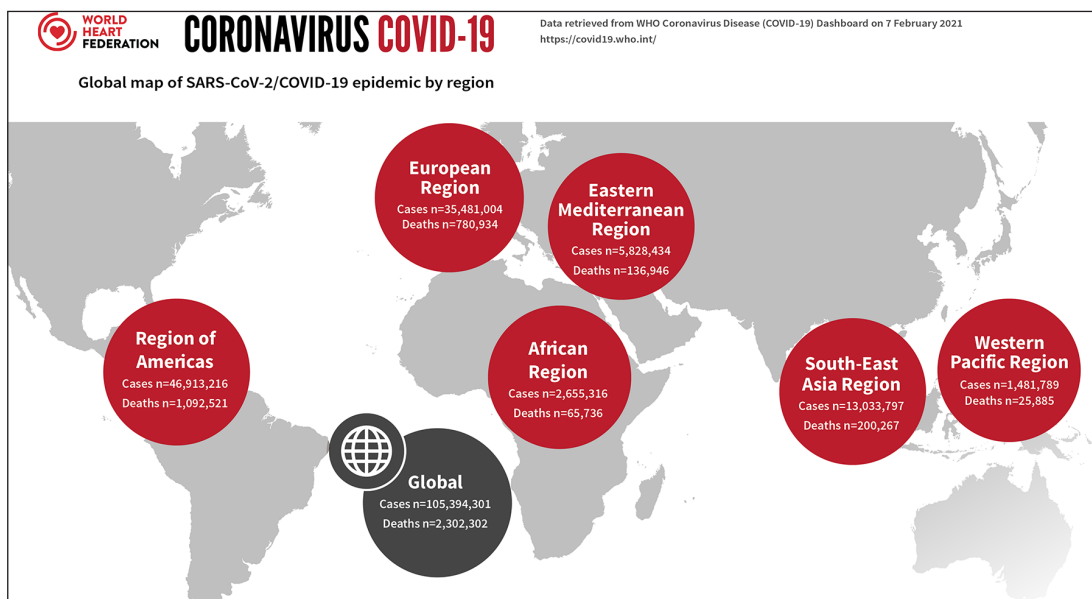 WORLD
HEART
FEDERATION
CORONAVIRUS COVID-19
Data retrieved from WHO Coronavirus Disease (COVID-19) Dashboard on 7 February 2021
https://covid19.who.int/
Global map of SARS-CoV-2/COVID-19 epidemic by region
European
Region
Cases n=35,481,004
Deaths n=780,934
Eastern
Mediterranean
Region
Cases n=5,828,434
Deaths n=136,946
Region of
Americas
Cases n=46,913,216
Deaths n=1,092,521
African
Region
Cases n=2,655,316
Deaths n=65,736
South-East
Asia Region
Cases n=13,033,797
Deaths n=200,267
Western
Pacific Region
Cases n=1,481,789
Deaths n=25,885
Global
Cases n=105,394,301
Deaths n=2,302,302